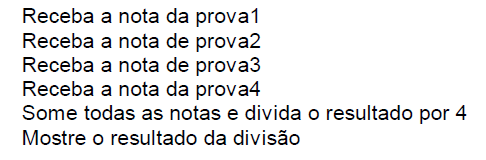 Receba a nota da prova1
Receba a nota de prova2
Receba a nota de prova3
Receba a nota da prova4
Some todas as notas e divida o resultado por 4
Mostre o resultado da divisão